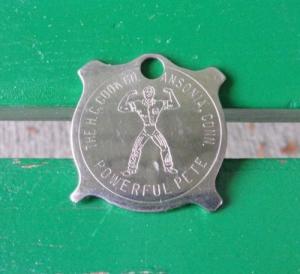 THE H.C. COOK CO. ANSONIA, CONN.
POWERFUL PETE